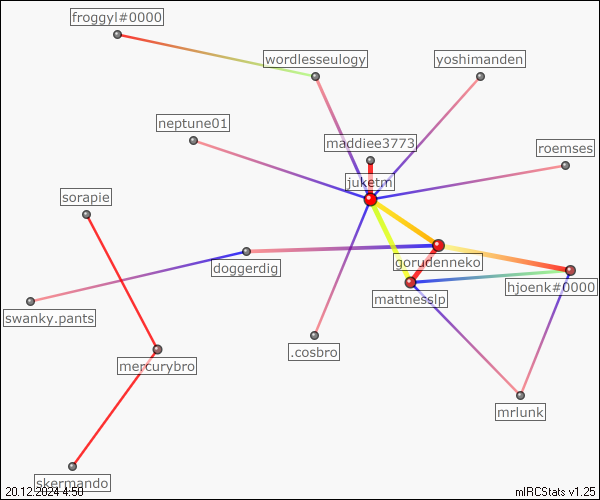 froggyl#0000
wordlesseulogy
yoshimanden
neptune01
maddiee3773
roemses
juketm
sorapie
doggerdig
gorudenneko
hjoenk#0000
mattnesslp
swanky.pants
.cosbro
mercurybro
mrlunk
skermando
20.12.2024 4:50
mIRCStats v1.25